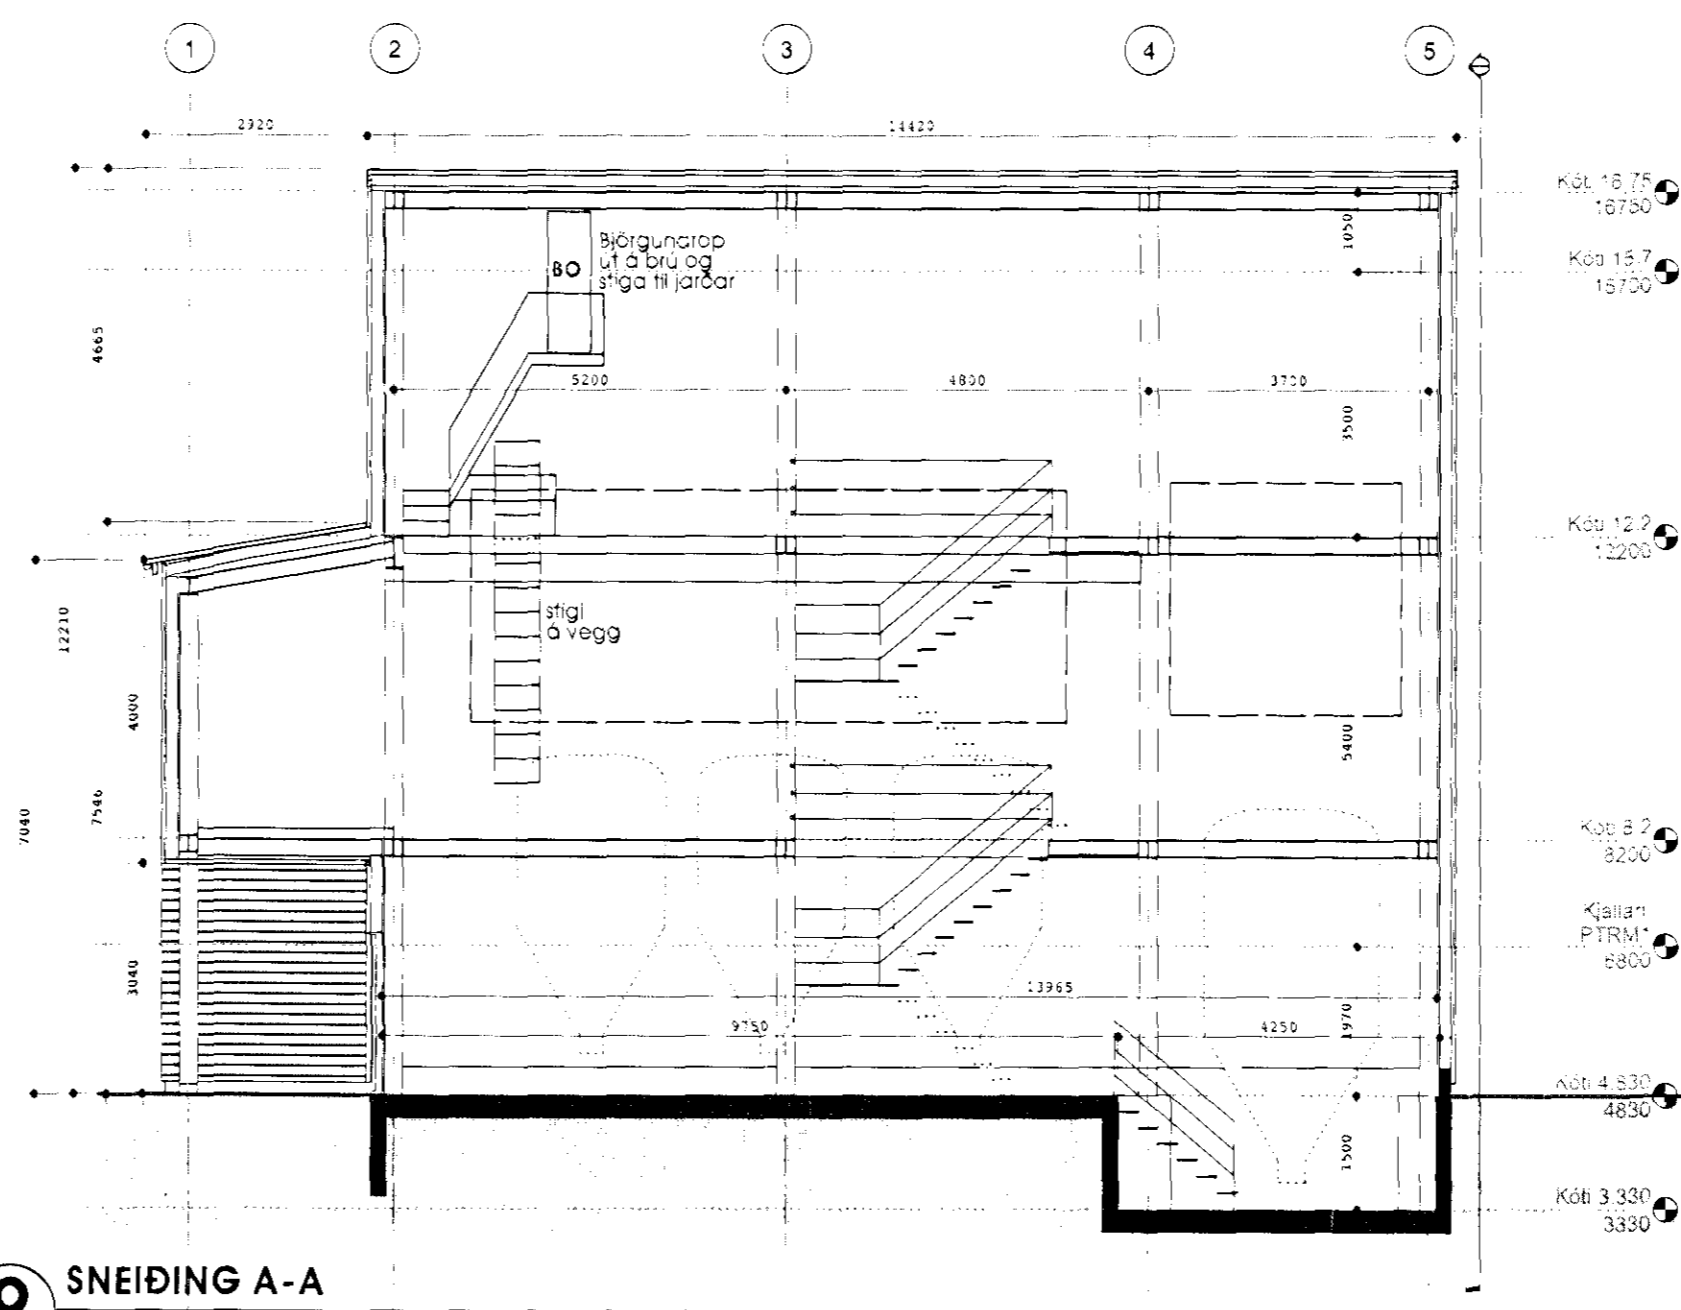 1 2 3 4 5
2920 14420
Kóti 16.75
16750
1050
Björgunarop
út á brú og
stiga til jarðar
BO
Kóti 15.7
15700
4665
5200 4800 3700
3500
Kóti 12.2
12200
stigi
á vegg
12210
4000
5400
7546
7040
Kóti 8.2
8200
Kjallari
PTRM*
6800
3040
13965
1970
9750 4250
Kóti 4.830
4830
1500
Kóti 3.330
3330
SNEIÐING A-A